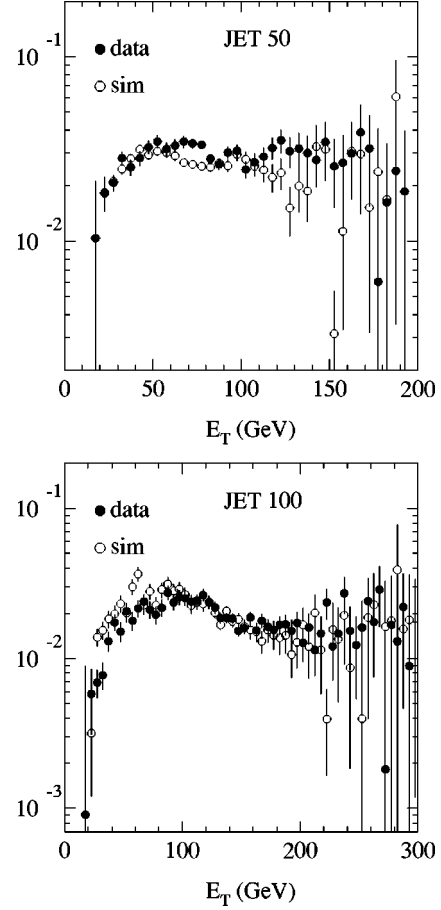 JET 50
10⁻¹
data
sim
10⁻²
0 50 100 150 200
E_T (GeV)
JET 100
10⁻¹
data
sim
10⁻²
10⁻³
0 100 200 300
E_T (GeV)